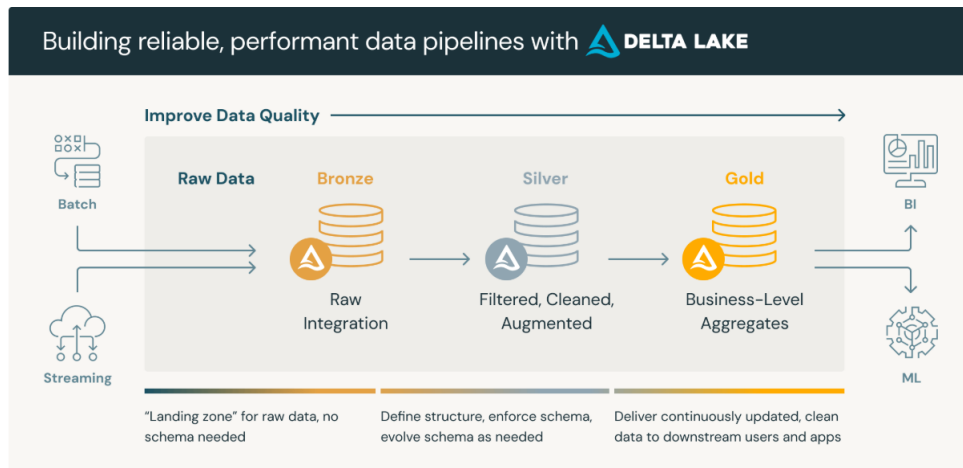 Building reliable, performant data pipelines with DELTA LAKE
Improve Data Quality
Batch
Streaming
Raw Data
Bronze
Silver
Gold
Raw
Integration
Filtered, Cleaned,
Augmented
Business-Level
Aggregates
BI
ML
“Landing zone” for raw data, no
schema needed
Define structure, enforce schema,
evolve schema as needed
Deliver continuously updated, clean
data to downstream users and apps